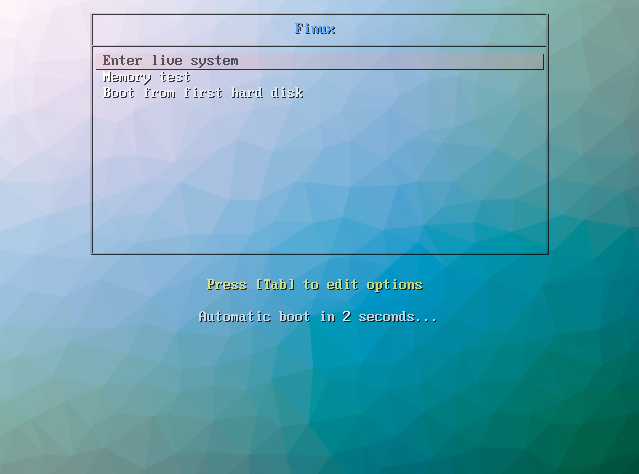 Finux
Enter live system
Memory test
Boot from first hard disk
Press [Tab] to edit options
Automatic boot in 2 seconds...